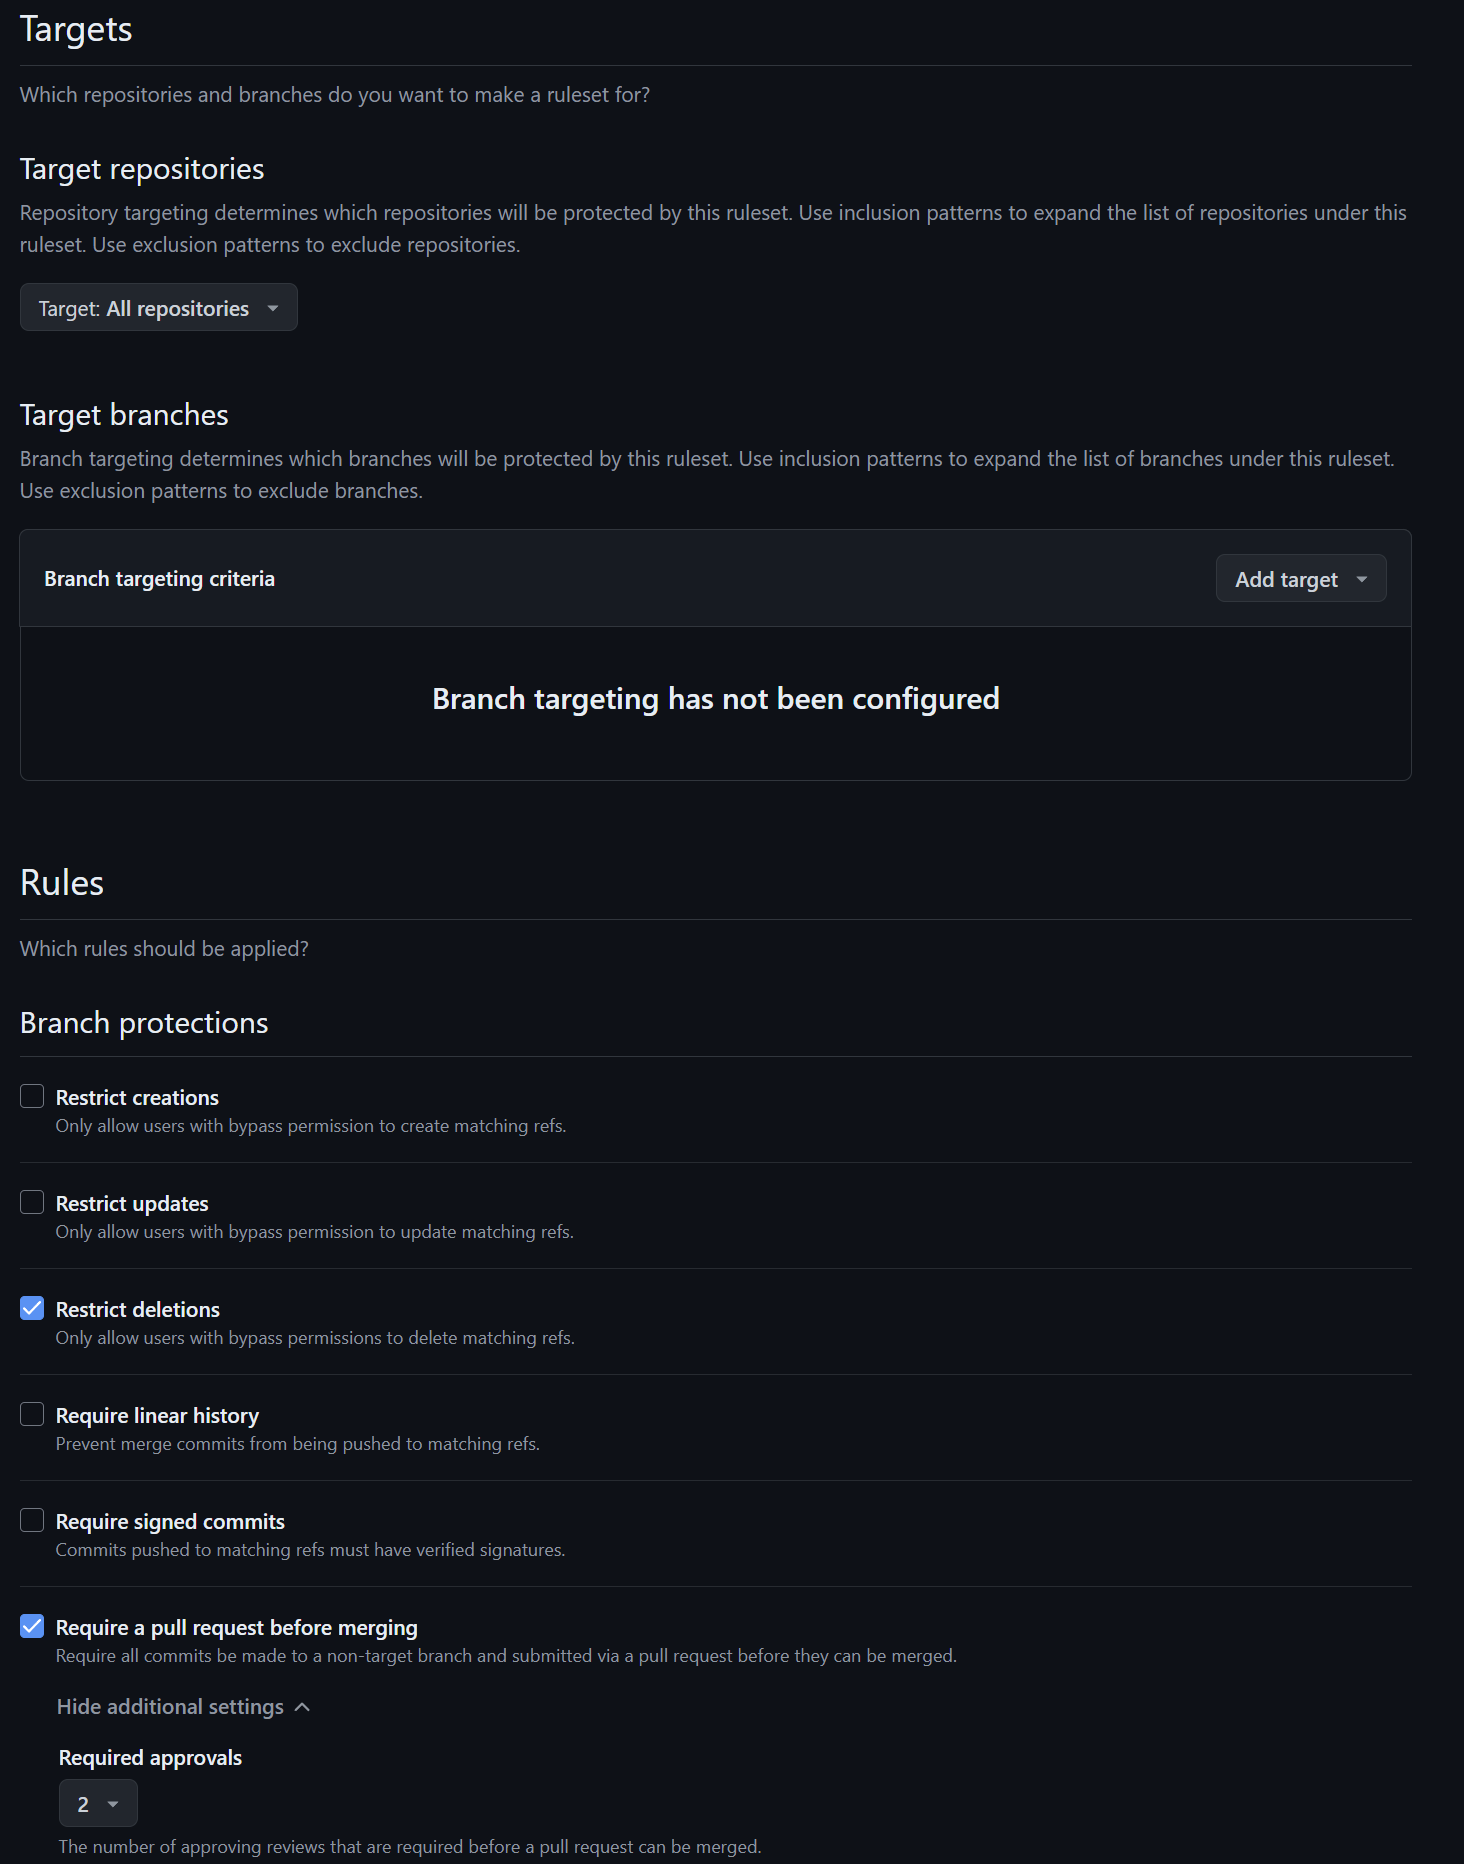 Targets
Which repositories and branches do you want to make a ruleset for?
Target repositories
Repository targeting determines which repositories will be protected by this ruleset. Use inclusion patterns to expand the list of repositories under this
ruleset. Use exclusion patterns to exclude repositories.
Target: All repositories
Target branches
Branch targeting determines which branches will be protected by this ruleset. Use inclusion patterns to expand the list of branches under this ruleset.
Use exclusion patterns to exclude branches.
Branch targeting criteria
Add target
Branch targeting has not been configured
Rules
Which rules should be applied?
Branch protections
Restrict creations
Only allow users with bypass permission to create matching refs.
Restrict updates
Only allow users with bypass permission to update matching refs.
Restrict deletions
Only allow users with bypass permissions to delete matching refs.
Require linear history
Prevent merge commits from being pushed to matching refs.
Require signed commits
Commits pushed to matching refs must have verified signatures.
Require a pull request before merging
Require all commits be made to a non-target branch and submitted via a pull request before they can be merged.
Hide additional settings
Required approvals
2
The number of approving reviews that are required before a pull request can be merged.